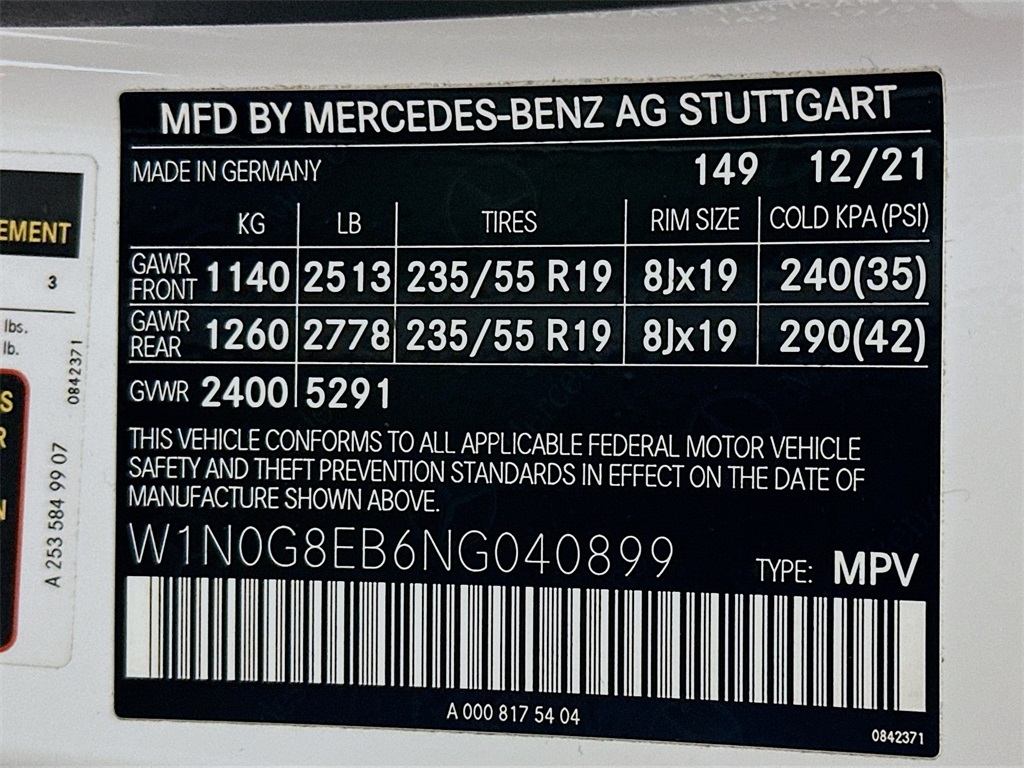 MFD BY MERCEDES-BENZ AG STUTTGART
MADE IN GERMANY 149 12/21
KG LB TIRES RIM SIZE COLD KPA (PSI)
GAWR FRONT 1140 2513 235/55 R19 8Jx19 240(35)
GAWR REAR 1260 2778 235/55 R19 8Jx19 290(42)
GVWR 2400 5291
THIS VEHICLE CONFORMS TO ALL APPLICABLE FEDERAL MOTOR VEHICLE
SAFETY AND THEFT PREVENTION STANDARDS IN EFFECT ON THE DATE OF
MANUFACTURE SHOWN ABOVE.
W1N0G8EB6NG040899 TYPE: MPV
A 000 817 54 04
0842371
EMENT
3
lbs.
lb.
0842371
A 253 584 99 07
S
R
N